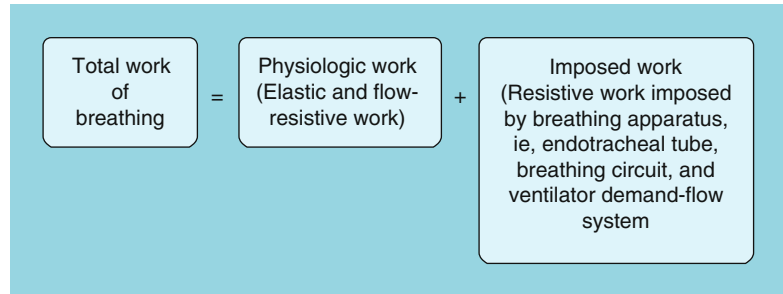 Total work
of
breathing
=
Physiologic work
(Elastic and flow-
resistive work)
+
Imposed work
(Resistive work imposed
by breathing apparatus,
ie, endotracheal tube,
breathing circuit, and
ventilator demand-flow
system